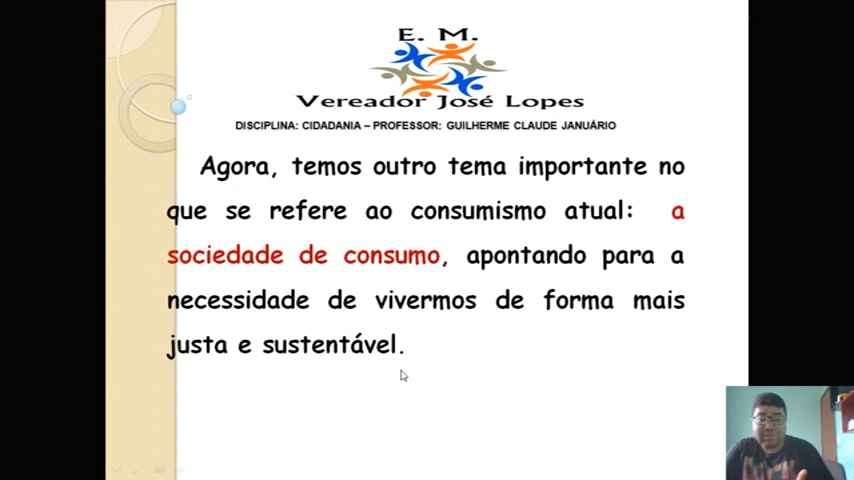 E. M.
Vereador José Lopes
DISCIPLINA: CIDADANIA – PROFESSOR: GUILHERME CLAUDE JANUÁRIO
Agora, temos outro tema importante no
que se refere ao consumismo atual: a
sociedade de consumo, apontando para a
necessidade de vivermos de forma mais
justa e sustentável.